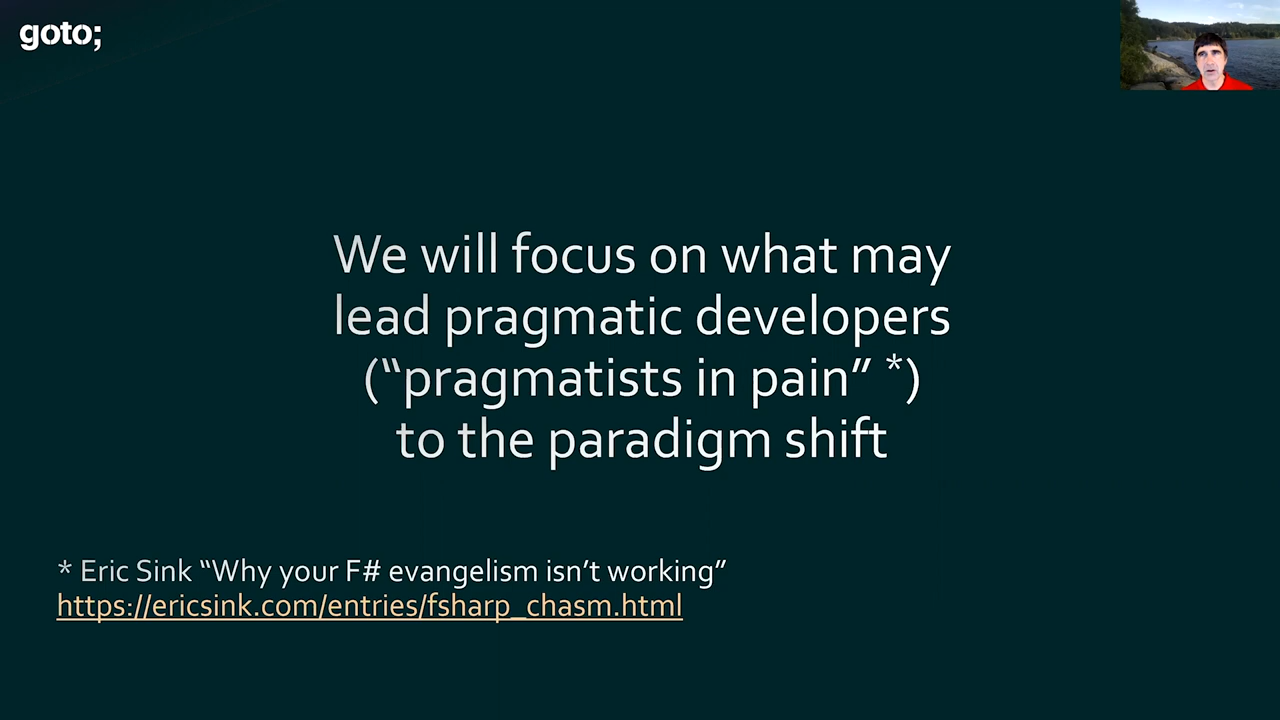 goto;
We will focus on what may
lead pragmatic developers
(“pragmatists in pain” *)
to the paradigm shift
* Eric Sink “Why your F# evangelism isn’t working”
https://ericsink.com/entries/fsharp_chasm.html